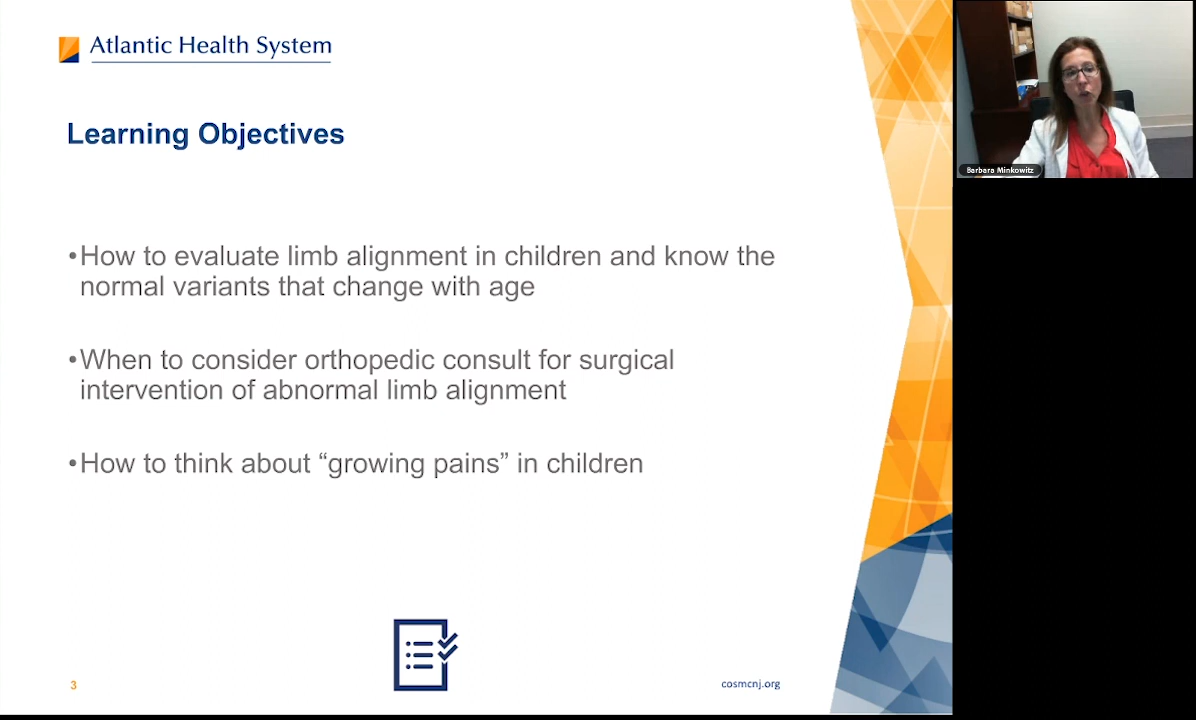 Atlantic Health System
Learning Objectives
•How to evaluate limb alignment in children and know the
normal variants that change with age
•When to consider orthopedic consult for surgical
intervention of abnormal limb alignment
•How to think about “growing pains” in children
3
cosmcnj.org
Barbara Minkowitz